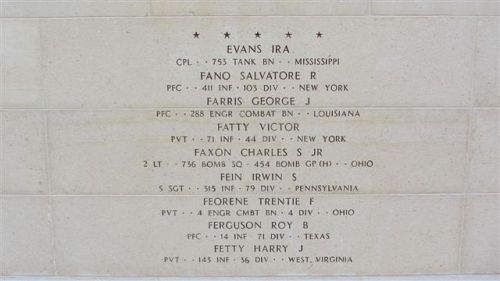 EVANS IRA
CPL · · 753 TANK BN · · MISSISSIPPI
FANO SALVATORE R
PFC · · 411 INF · 103 DIV · · NEW YORK
FARRIS GEORGE J
PFC · · 288 ENGR COMBAT BN · · LOUISIANA
FATTY VICTOR
PVT · · 71 INF · 44 DIV · · NEW YORK
FAXON CHARLES S JR
2 LT · · 736 BOMB SQ · 454 BOMB GP (H) · · OHIO
FEIN IRWIN S
S SGT · · 315 INF · 79 DIV · · PENNSYLVANIA
FEORENE TRENTIE F
PVT · · 4 ENGR CMBT BN · 4 DIV · · OHIO
FERGUSON ROY B
PFC · · 14 INF · 71 DIV · · TEXAS
FETTY HARRY J
PVT · · 143 INF · 36 DIV · · WEST VIRGINIA